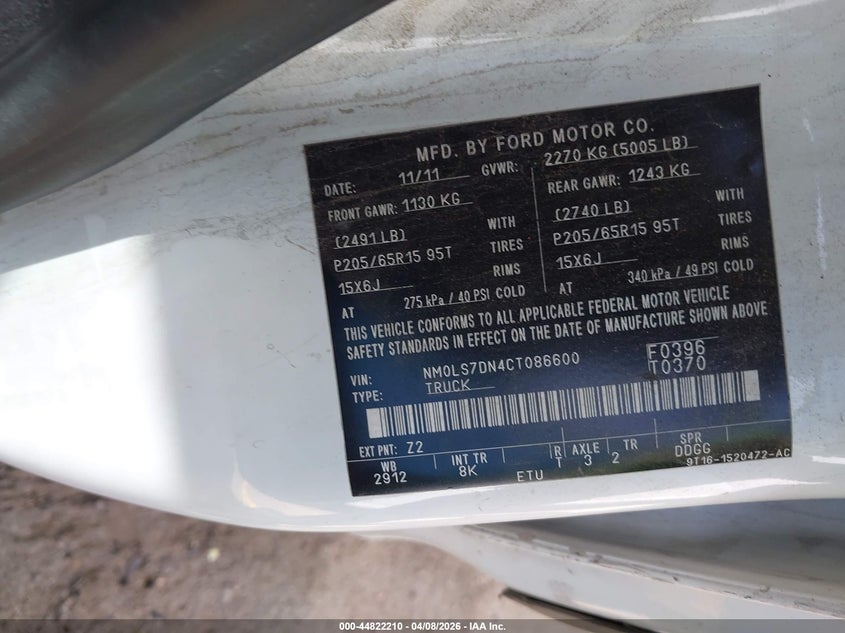 MFD. BY FORD MOTOR CO.
DATE: 11/11 GVWR: 2270 KG (5005 LB)
FRONT GAWR: 1130 KG REAR GAWR: 1243 KG
(2491 LB) WITH (2740 LB) WITH
P205/65R15 95T TIRES P205/65R15 95T TIRES
15X6J RIMS 15X6J RIMS
AT 275 kPa / 40 PSI COLD AT 340 kPa / 49 PSI COLD
THIS VEHICLE CONFORMS TO ALL APPLICABLE FEDERAL MOTOR VEHICLE
SAFETY STANDARDS IN EFFECT ON THE DATE OF MANUFACTURE SHOWN ABOVE
VIN: NM0LS7DN4CT086600 F0396
TYPE: TRUCK T0370
EXT PNT: Z2
WB INT TR R AXLE TR SPR
2912 8K T 3 2 DDGG
ETU 9T16-1520472-AC
000-44822210 | 04/08/2026 | IAA Inc.